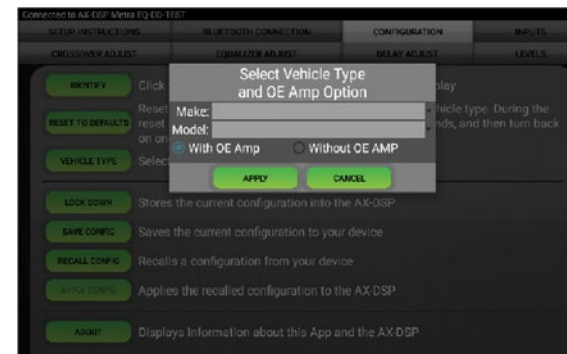 Connected to AX-DSP Metra EQ-DD TEST
SETUP INSTRUCTIONS BLUETOOTH CONNECTION CONFIGURATION INPUTS
CROSSOVER ADJUST EQUALIZER ADJUST DELAY ADJUST LEVELS
Select Vehicle Type
and OE Amp Option
IDENTIFY Click play
Make:
RESET TO DEFAULTS Reset hicle type. During the
reset nds, and then turn back
on
Model:
With OE Amp Without OE AMP
VEHICLE TYPE Select
APPLY CANCEL
LOCK DOWN Stores the current configuration into the AX-DSP
SAVE CONFIG Saves the current configuration to your device
RECALL CONFIG Recalls a configuration from your device
APPLY CONFIG Applies the recalled configuration to the AX-DSP
ABOUT Displays Information about this App and the AX-DSP